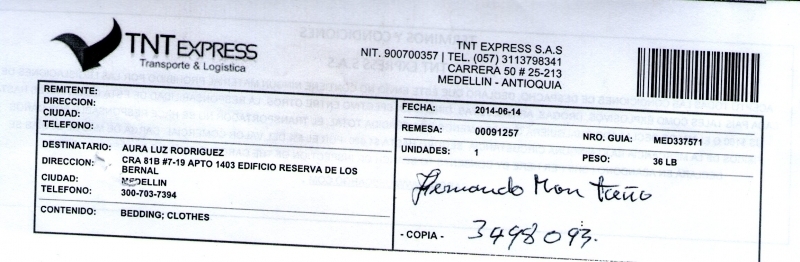 TNT EXPRESS
Transporte & Logística
TNT EXPRESS S.A.S
NIT. 900700357 | TEL. (057) 3113798341
CARRERA 50 # 25-213
MEDELLIN - ANTIOQUIA
REMITENTE:
DIRECCION:
CIUDAD:
TELEFONO:
DESTINATARIO: AURA LUZ RODRIGUEZ
DIRECCION: CRA 81B #7-19 APTO 1403 EDIFICIO RESERVA DE LOS
BERNAL
CIUDAD: MEDELLIN
TELEFONO: 300-703-7394
CONTENIDO: BEDDING; CLOTHES
FECHA: 2014-06-14
REMESA: 00091257 NRO. GUIA: MED337571
UNIDADES: 1 PESO: 36 LB
Hernando Montaño
- COPIA - 3498093.